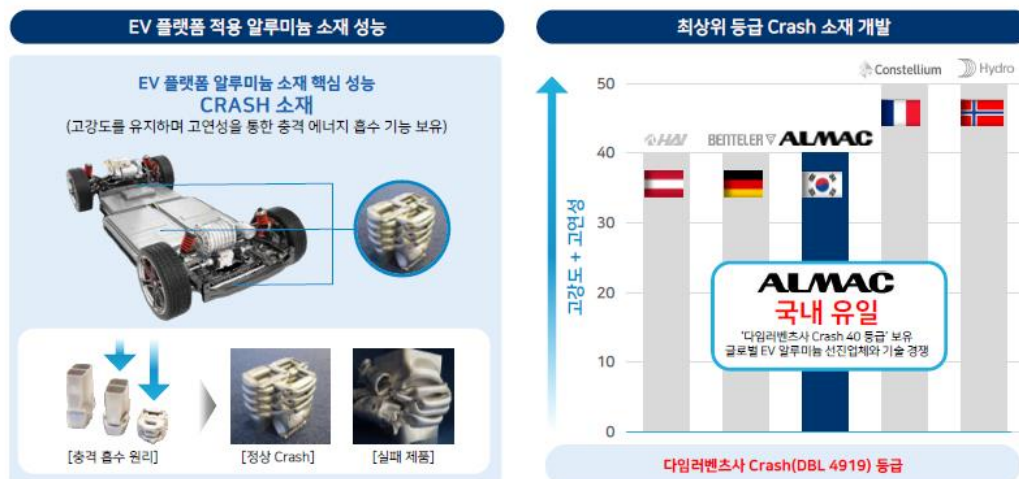 EV 플랫폼 적용 알루미늄 소재 성능
EV 플랫폼 알루미늄 소재 핵심 성능
CRASH 소재
(고강도를 유지하며 고연성을 통한 충격 에너지 흡수 기능 보유)
[충격 흡수 원리]
[정상 Crash]
[실패 제품]
최상위 등급 Crash 소재 개발
고강도 + 고연성
50
40
30
20
10
0
HAI
BENTELER
ALMAC
Constellium
Hydro
ALMAC
국내 유일
'다임러벤츠사 Crash 40 등급' 보유
글로벌 EV 알루미늄 선진업체와 기술 경쟁
다임러벤츠사 Crash(DBL 4919) 등급